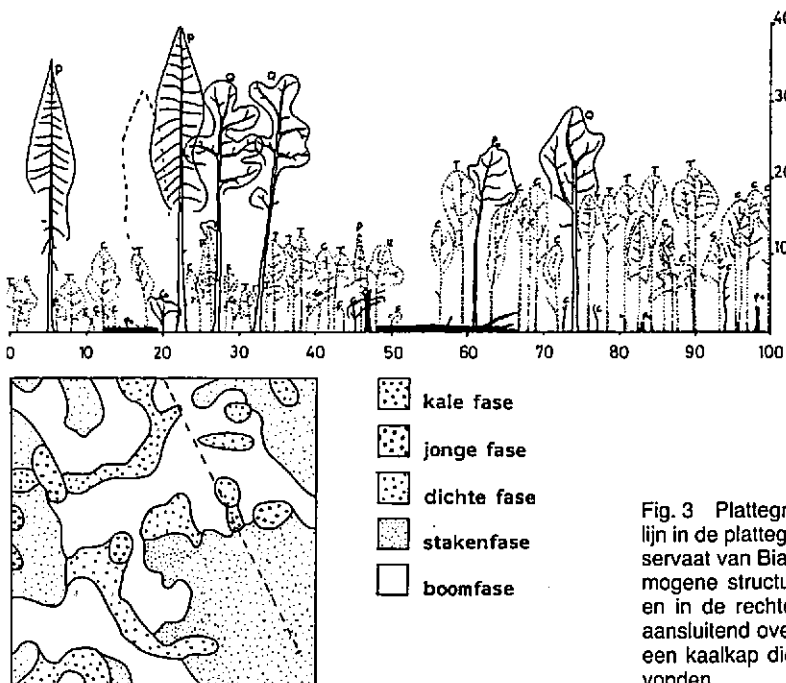 40
30
20
10
0 10 20 30 40 50 60 70 80 90 100
kale fase
jonge fase
dichte fase
stakenfase
boomfase
Fig. 3 Plattegr
lijn in de platteg
servaat van Bia
mogene structu
en in de rechte
aansluitend ove
een kaalkap die
vonden